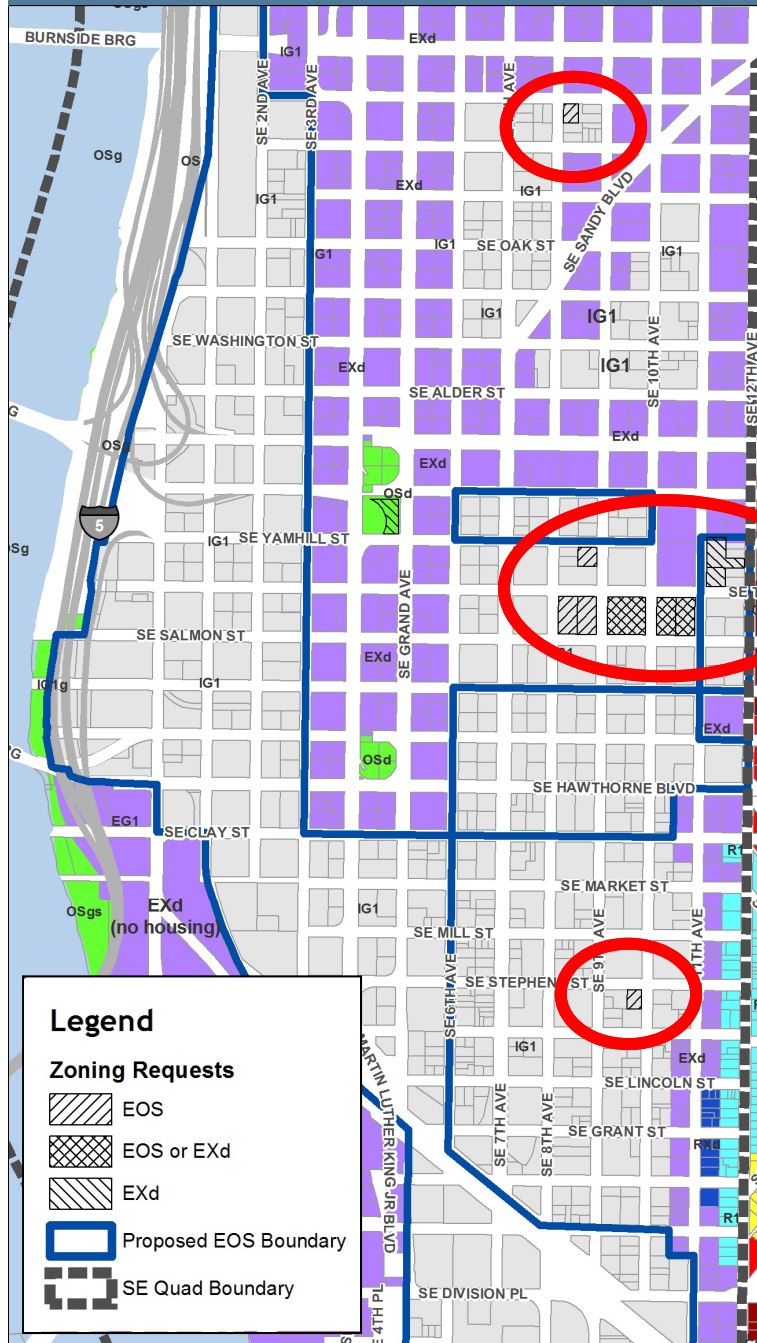 BURNSIDE BRG
IG1
EXd
SE 2ND AVE
SE 3RD AVE
AVE
OSg
OS
EXd
IG1
IG1
SE SANDY BLVD
IG1
SE OAK ST
IG1
IG1
IG1
SE WASHINGTON ST
IG1
EXd
SE 10TH AVE
SE 12TH AVE
SE ALDER ST
EXd
EXd
OSd
5
IG1
SE YAMHILL ST
SE GRAND AVE
SE SALMON ST
EXd
IG1g
IG1
EXd
OSd
SE HAWTHORNE BLVD
EG1
SE CLAY ST
R1
SE MARKET ST
OSgs
EXd
(no housing)
IG1
SE MILL ST
SE 6TH AVE
SE STEPHENS ST
IG1
EXd
SE LINCOLN ST
SE 7TH AVE
SE 8TH AVE
SE GRANT ST
RXd
MARTIN LUTHER KING JR BLVD
R1
SE DIVISION PL
4TH PL
Legend
Zoning Requests
EOS
EOS or EXd
EXd
Proposed EOS Boundary
SE Quad Boundary